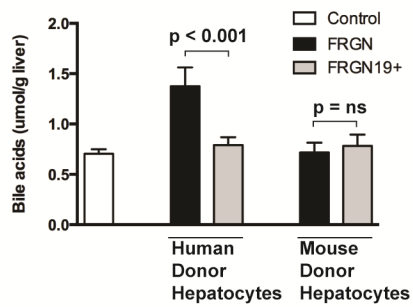 Control
FRGN
FRGN19+
p < 0.001
p = ns
Bile acids (umol/g liver)
2.0
1.5
1.0
0.5
0.0
Human
Donor
Hepatocytes
Mouse
Donor
Hepatocytes